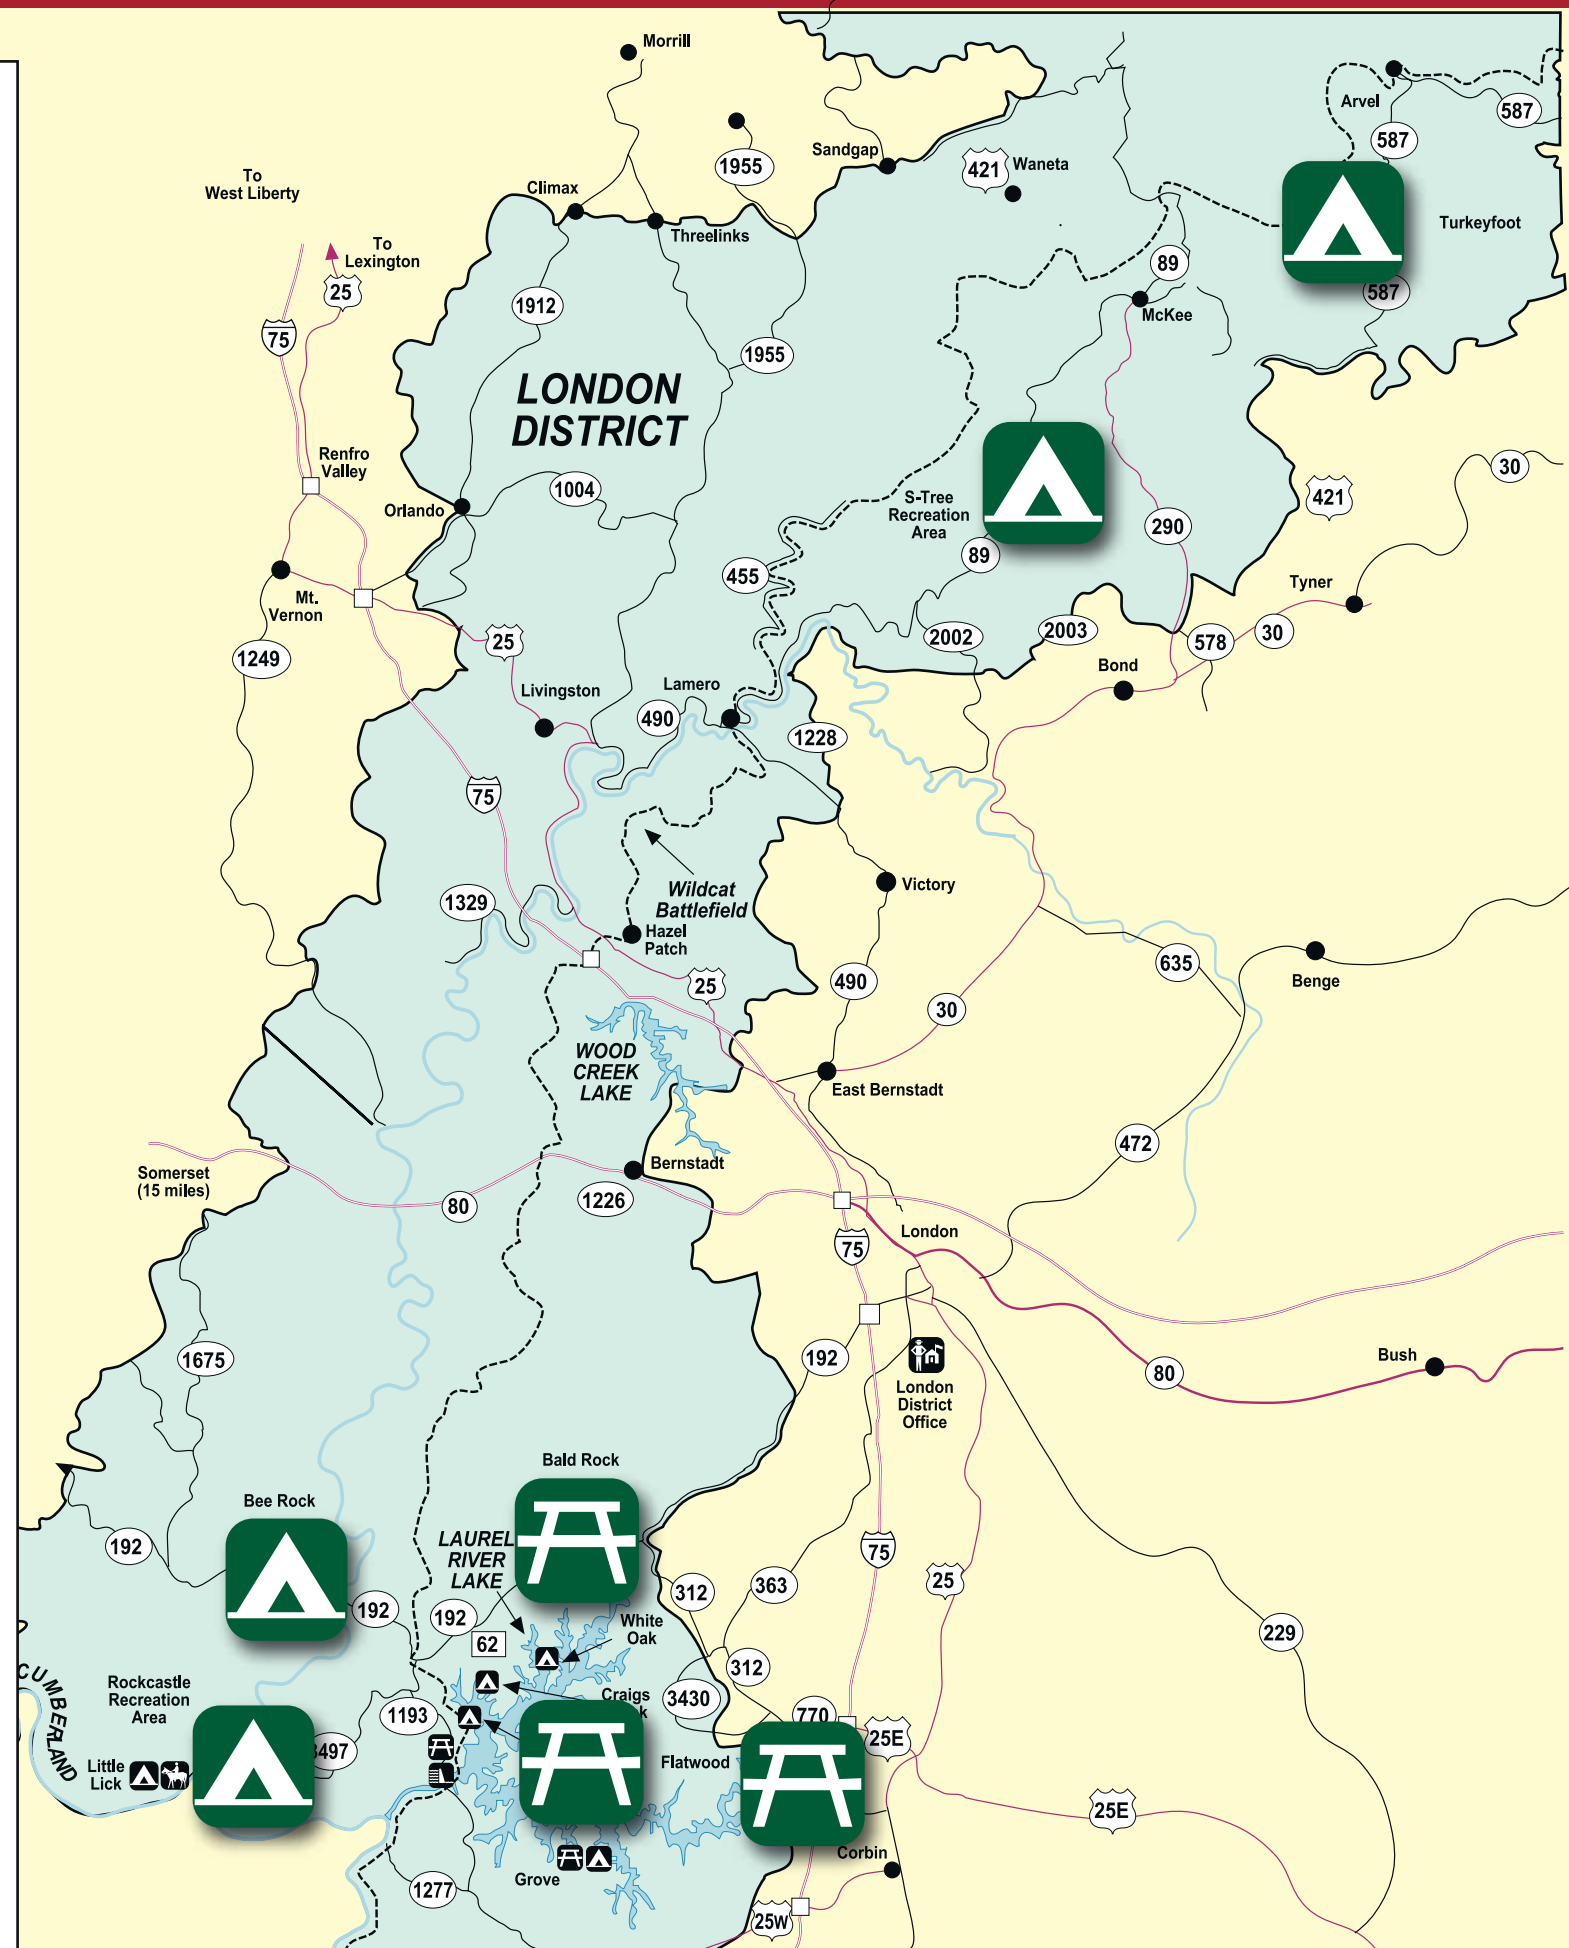 Morrill
Arvel
587
587
1955
Sandgap
421
Waneta
To
West Liberty
Climax
Threelinks
Turkeyfoot
To
Lexington
25
89
587
1912
McKee
75
1955
LONDON
DISTRICT
Renfro
Valley
30
1004
S-Tree
Recreation
Area
421
Orlando
290
89
455
Tyner
Mt.
Vernon
25
2002
2003
578
30
1249
Bond
Livingston
Lamero
490
1228
75
Victory
Wildcat
Battlefield
1329
Hazel
Patch
635
Benge
25
490
30
WOOD
CREEK
LAKE
East Bernstadt
472
Bernstadt
Somerset
(15 miles)
80
1226
London
75
1675
192
Bush
80
London
District
Office
Bald Rock
Bee Rock
192
LAUREL
RIVER
LAKE
75
25
312
363
192
192
White
Oak
62
229
312
CUMBERLAND
Rockcastle
Recreation
Area
Craigs
3430
1193
770
25E
3497
Little
Lick
Flatwood
25E
Corbin
Grove
1277
25W